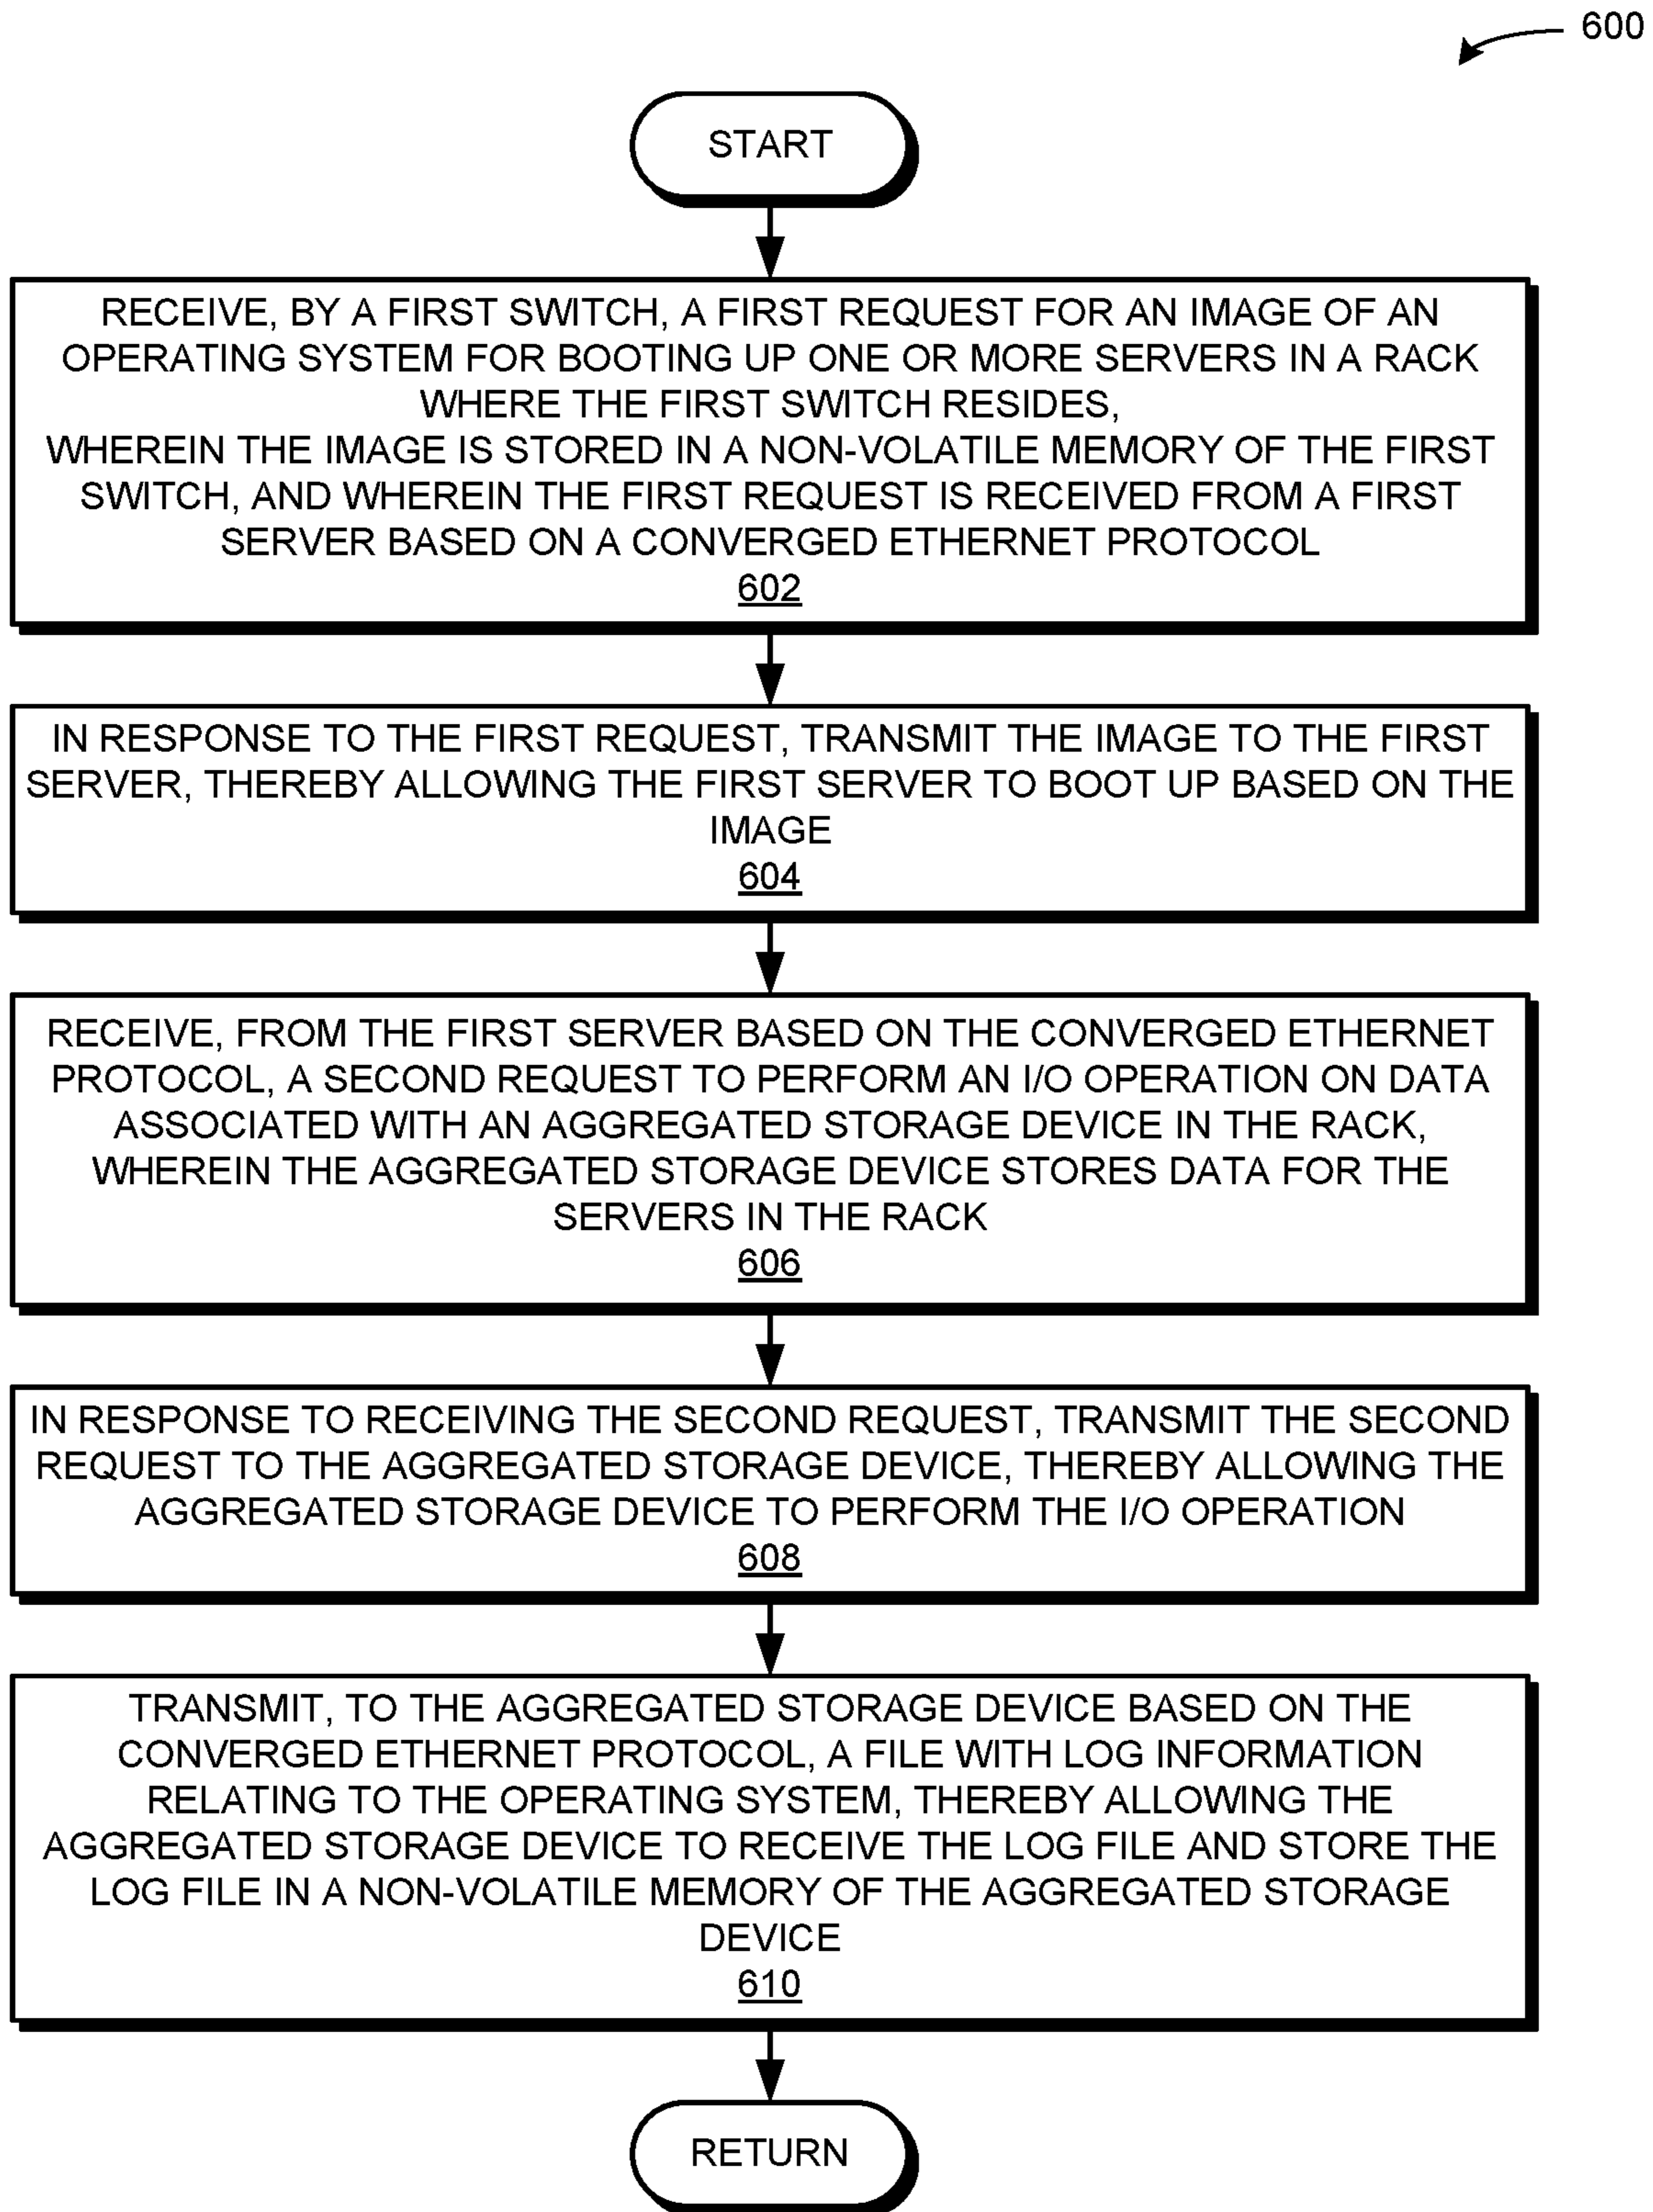 600
START
RECEIVE, BY A FIRST SWITCH, A FIRST REQUEST FOR AN IMAGE OF AN
OPERATING SYSTEM FOR BOOTING UP ONE OR MORE SERVERS IN A RACK
WHERE THE FIRST SWITCH RESIDES,
WHEREIN THE IMAGE IS STORED IN A NON-VOLATILE MEMORY OF THE FIRST
SWITCH, AND WHEREIN THE FIRST REQUEST IS RECEIVED FROM A FIRST
SERVER BASED ON A CONVERGED ETHERNET PROTOCOL
602
IN RESPONSE TO THE FIRST REQUEST, TRANSMIT THE IMAGE TO THE FIRST
SERVER, THEREBY ALLOWING THE FIRST SERVER TO BOOT UP BASED ON THE
IMAGE
604
RECEIVE, FROM THE FIRST SERVER BASED ON THE CONVERGED ETHERNET
PROTOCOL, A SECOND REQUEST TO PERFORM AN I/O OPERATION ON DATA
ASSOCIATED WITH AN AGGREGATED STORAGE DEVICE IN THE RACK,
WHEREIN THE AGGREGATED STORAGE DEVICE STORES DATA FOR THE
SERVERS IN THE RACK
606
IN RESPONSE TO RECEIVING THE SECOND REQUEST, TRANSMIT THE SECOND
REQUEST TO THE AGGREGATED STORAGE DEVICE, THEREBY ALLOWING THE
AGGREGATED STORAGE DEVICE TO PERFORM THE I/O OPERATION
608
TRANSMIT, TO THE AGGREGATED STORAGE DEVICE BASED ON THE
CONVERGED ETHERNET PROTOCOL, A FILE WITH LOG INFORMATION
RELATING TO THE OPERATING SYSTEM, THEREBY ALLOWING THE
AGGREGATED STORAGE DEVICE TO RECEIVE THE LOG FILE AND STORE THE
LOG FILE IN A NON-VOLATILE MEMORY OF THE AGGREGATED STORAGE
DEVICE
610
RETURN